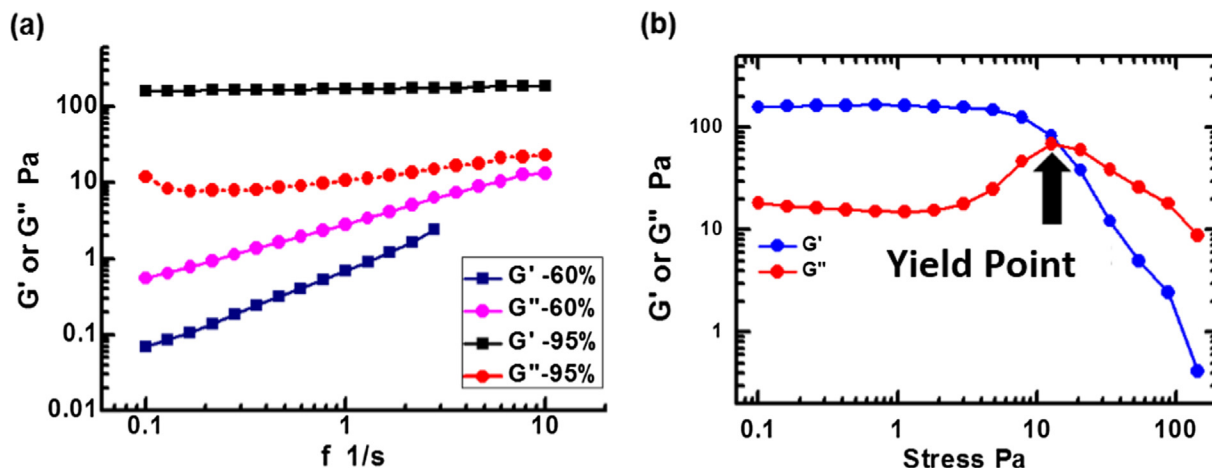 (a)
G' or G" Pa
100
10
1
0.1
0.01
0.1
1
10
f 1/s
G' -60%
G"-60%
G' -95%
G"-95%
(b)
G' or G" Pa
100
10
1
0.1
1
10
100
Stress Pa
G'
G"
Yield Point